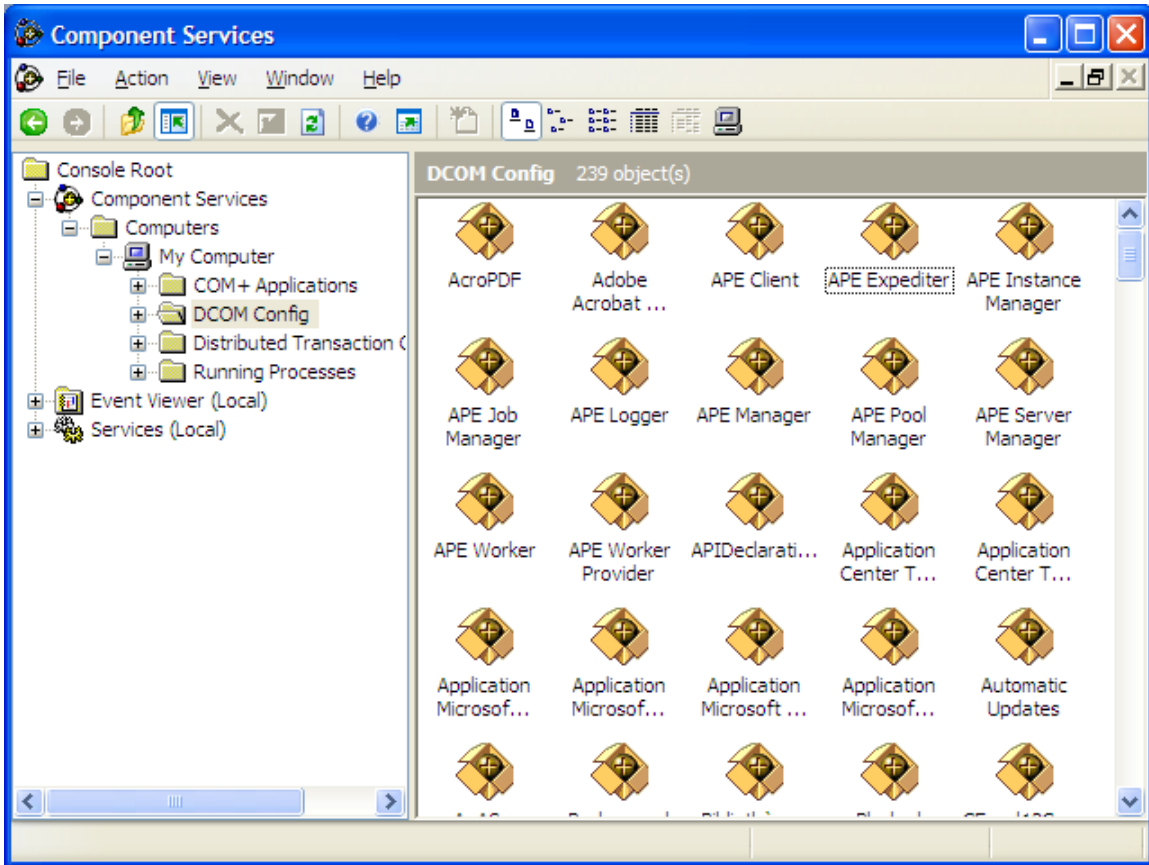 Component Services
File Action View Window Help
Console Root
Component Services
Computers
My Computer
COM+ Applications
DCOM Config
Distributed Transaction
Running Processes
Event Viewer (Local)
Services (Local)
DCOM Config 239 object(s)
AcroPDF
Adobe
Acrobat ...
APE Client
APE Expediter
APE Instance
Manager
APE Job
Manager
APE Logger
APE Manager
APE Pool
Manager
APE Server
Manager
APE Worker
APE Worker
Provider
APIDeclarati...
Application
Center T...
Application
Center T...
Application
Microsof...
Application
Microsof...
Application
Microsoft ...
Application
Microsof...
Automatic
Updates